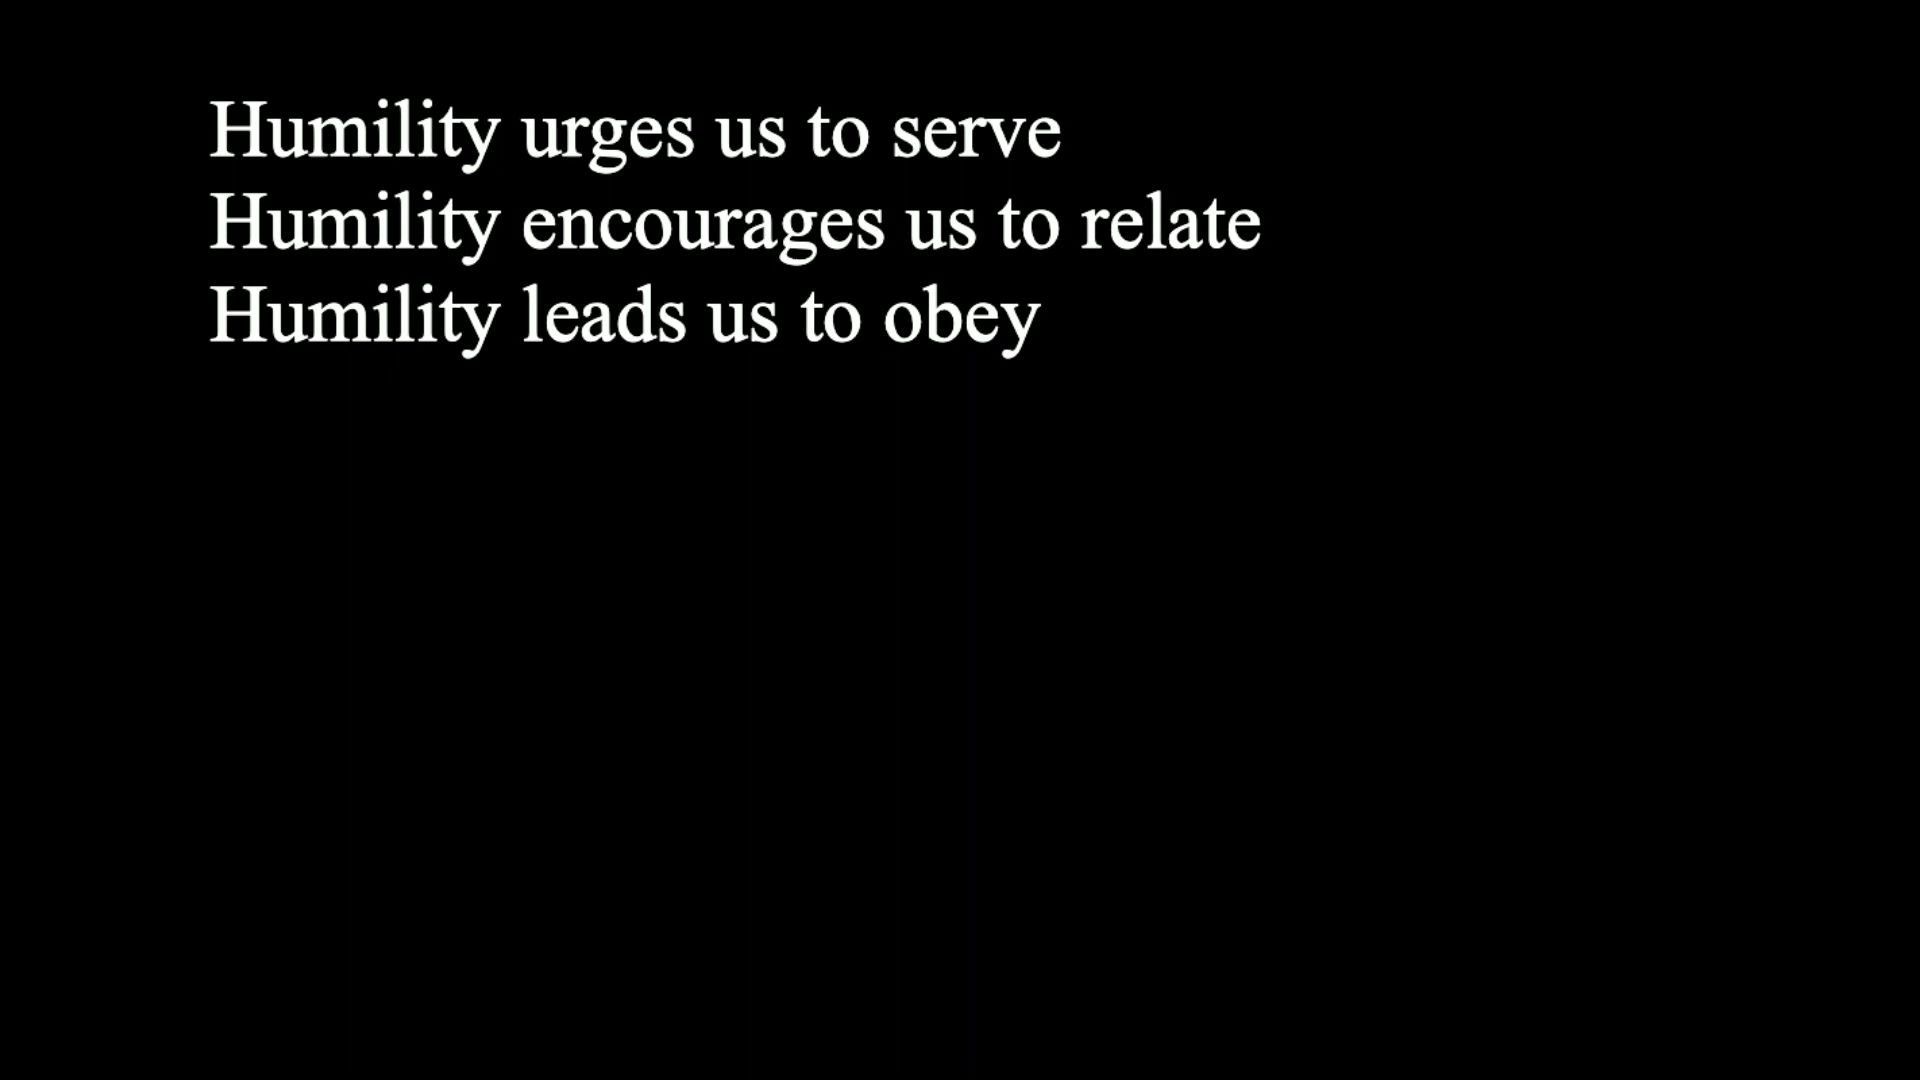 Humility urges us to serve
Humility encourages us to relate
Humility leads us to obey